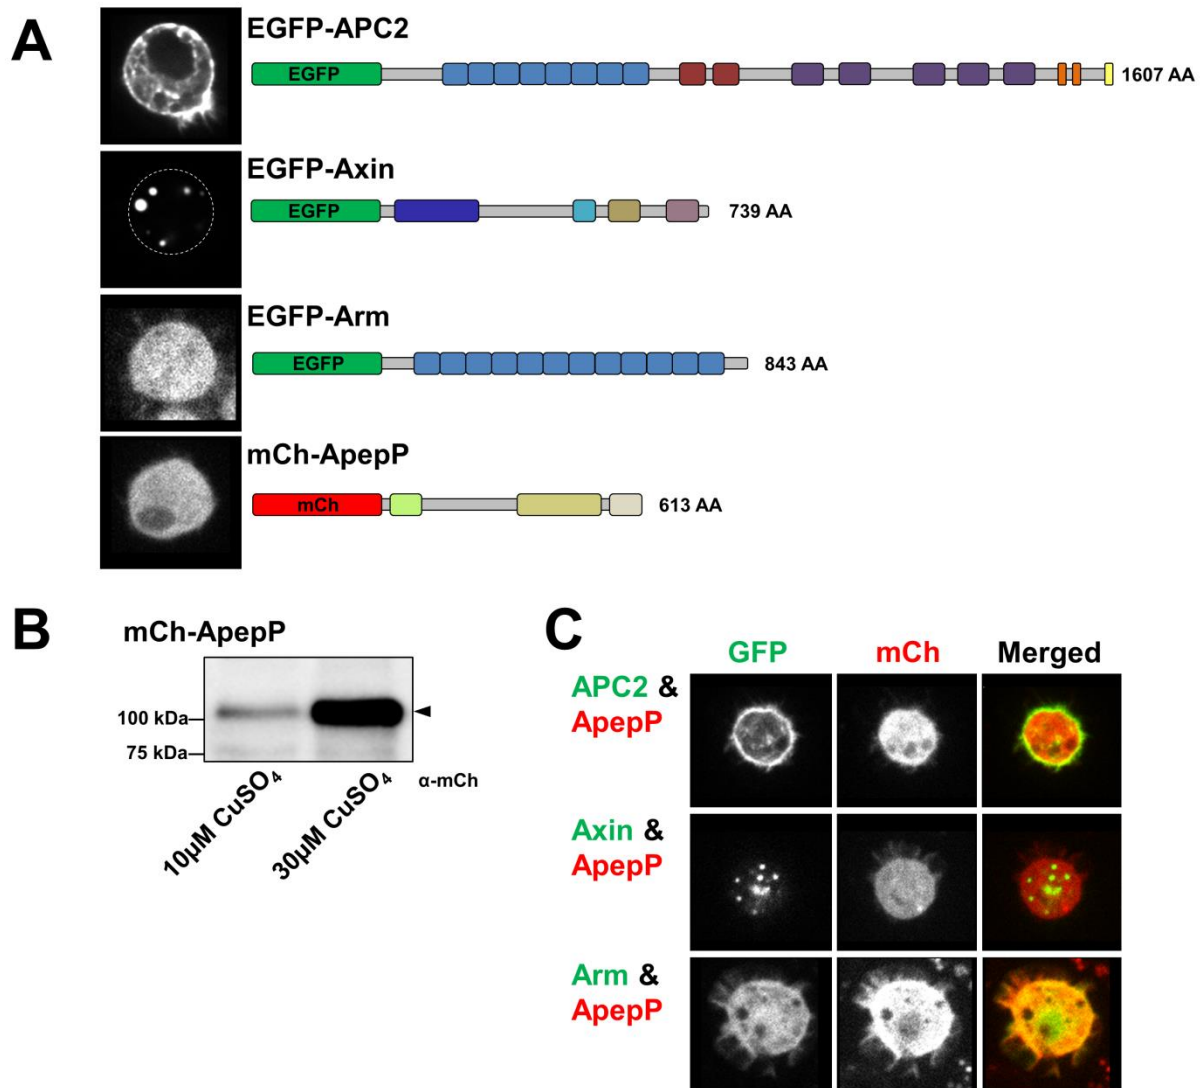 A
EGFP-APC2
EGFP
1607 AA
EGFP-Axin
EGFP
739 AA
EGFP-Arm
EGFP
843 AA
mCh-ApepP
mCh
613 AA
B
mCh-ApepP
100 kDa
75 kDa
α-mCh
10µM CuSO₄
30µM CuSO₄
C
GFP
mCh
Merged
APC2 &
ApepP
Axin &
ApepP
Arm &
ApepP